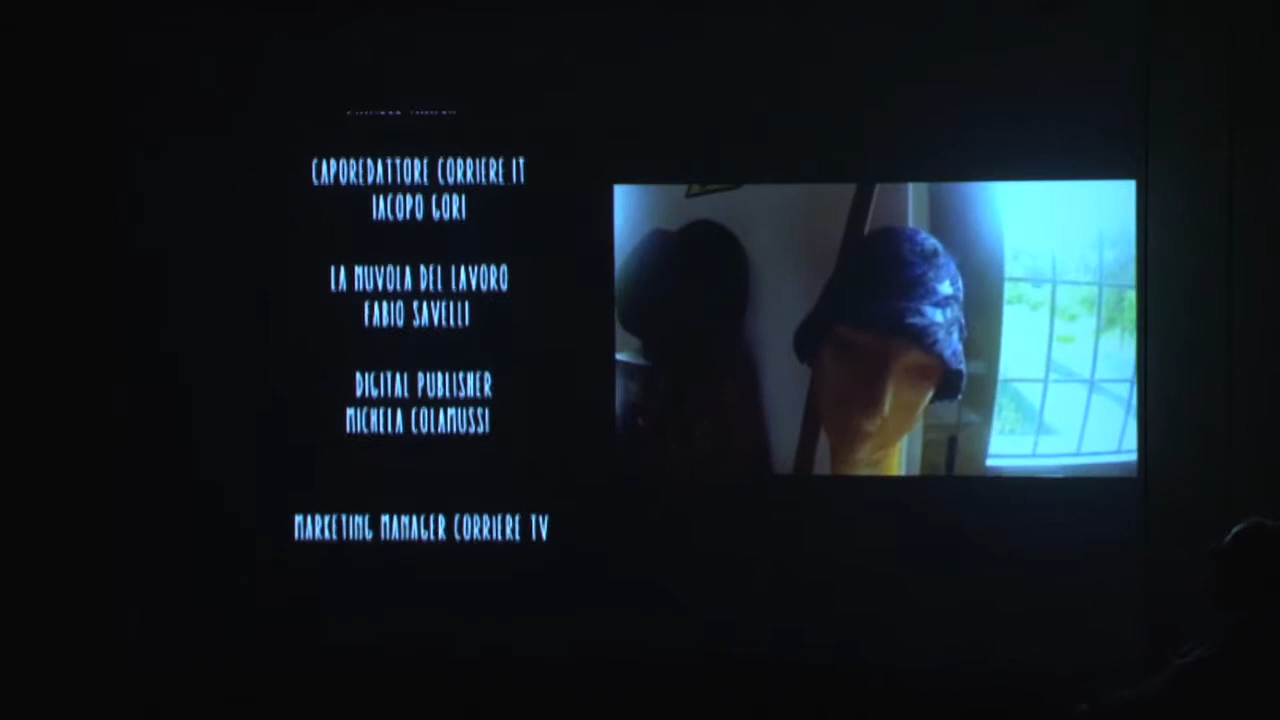 CAPOREDATTORE CORRIERE.IT
IACOPO GORI
LA NUVOLA DEL LAVORO
FABIO SAVELLI
DIGITAL PUBLISHER
MICHELA COLAMUSSI
MARKETING MANAGER CORRIERE TV